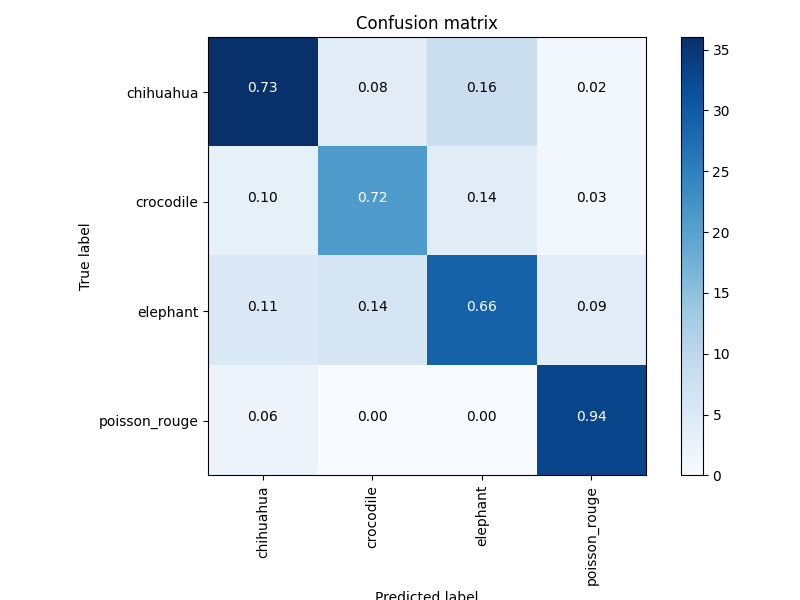 Confusion matrix
chihuahua 0.73 0.08 0.16 0.02
crocodile 0.10 0.72 0.14 0.03
elephant 0.11 0.14 0.66 0.09
poisson_rouge 0.06 0.00 0.00 0.94
True label
chihuahua crocodile elephant poisson_rouge
Predicted label
35
30
25
20
15
10
5
0